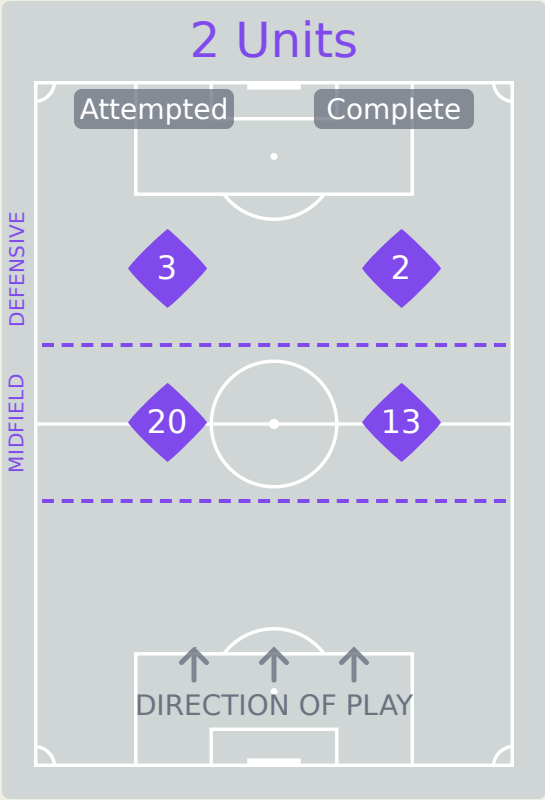 2 Units
Attempted Complete
DEFENSIVE
3 2
MIDFIELD
20 13
DIRECTION OF PLAY